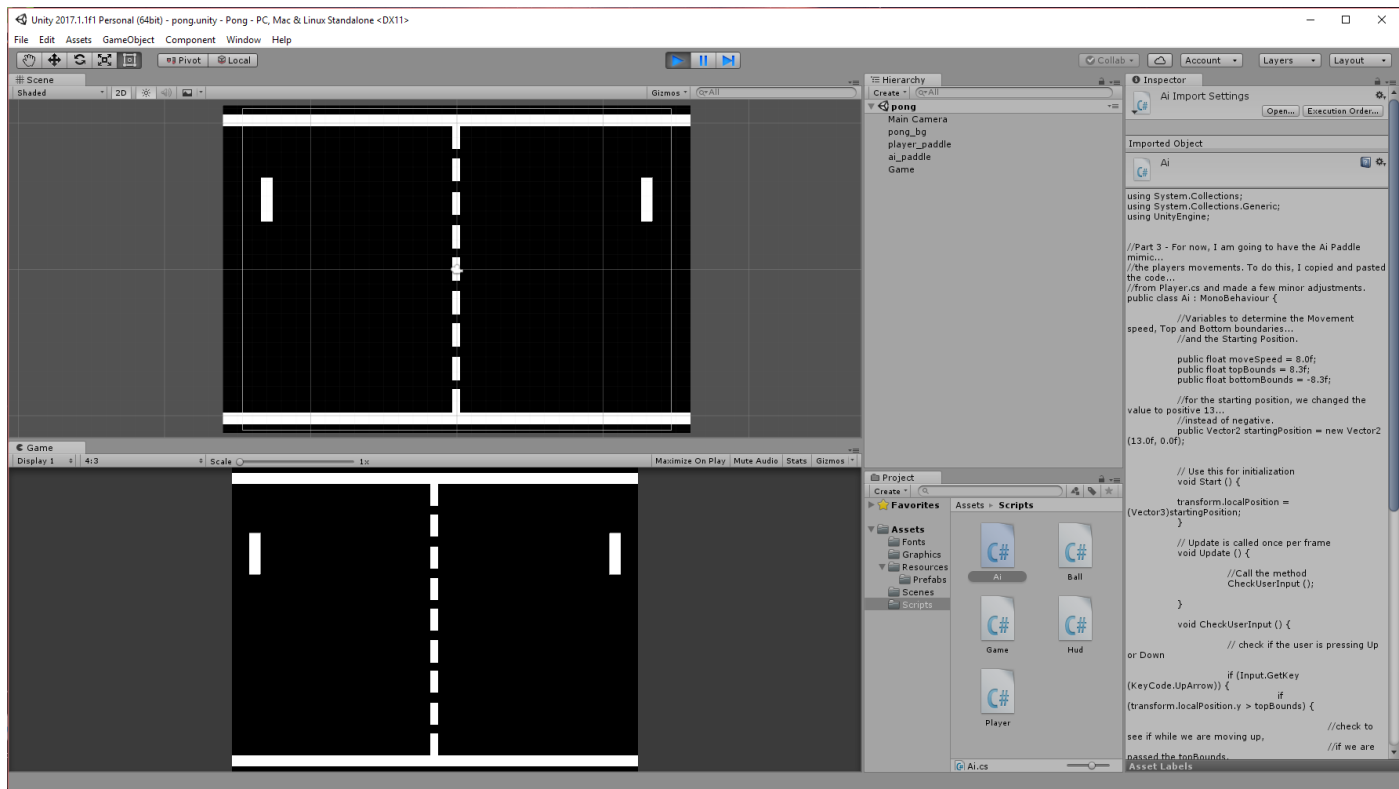 Unity 2017.1.1f1 Personal (64bit) - pong.unity - Pong - PC, Mac & Linux Standalone <DX11>
File Edit Assets GameObject Component Window Help
Pivot Local Collab Account Layers Layout
Scene
Shaded 2D Gizmos All
Hierarchy
Create All
pong
Main Camera
pong_bg
player_paddle
ai_paddle
Game
Game
Display 1 4:3 Scale 1x Maximize On Play Mute Audio Stats Gizmos
Project
Create
Favorites
Assets
Fonts
Graphics
Resources
Prefabs
Scenes
Scripts
Assets Scripts
C# C#
Ai Ball
C# C#
Game Hud
C#
Player
C# Ai.cs
Inspector
C# Ai Import Settings
Open... Execution Order...
Imported Object
C# Ai
using System.Collections;
using System.Collections.Generic;
using UnityEngine;
//Part 3 - For now, I am going to have the Ai Paddle
mimic...
//the players movements. To do this, I copied and pasted
the code...
//from Player.cs and made a few minor adjustments.
public class Ai : MonoBehaviour {
//Variables to determine the Movement
speed, Top and Bottom boundaries...
//and the Starting Position.
public float moveSpeed = 8.0f;
public float topBounds = 8.3f;
public float bottomBounds = -8.3f;
//for the starting position, we changed the
value to positive 13...
//instead of negative.
public Vector2 startingPosition = new Vector2
(13.0f, 0.0f);
// Use this for initialization
void Start () {
transform.localPosition =
(Vector3)startingPosition;
}
// Update is called once per frame
void Update () {
//Call the method
CheckUserInput ();
}
void CheckUserInput () {
// check if the user is pressing Up
or Down
if (Input.GetKey
(KeyCode.UpArrow)) {
if
(transform.localPosition.y > topBounds) {
//check to
see if while we are moving up,
//if we are
passed the topBounds.
Asset Labels